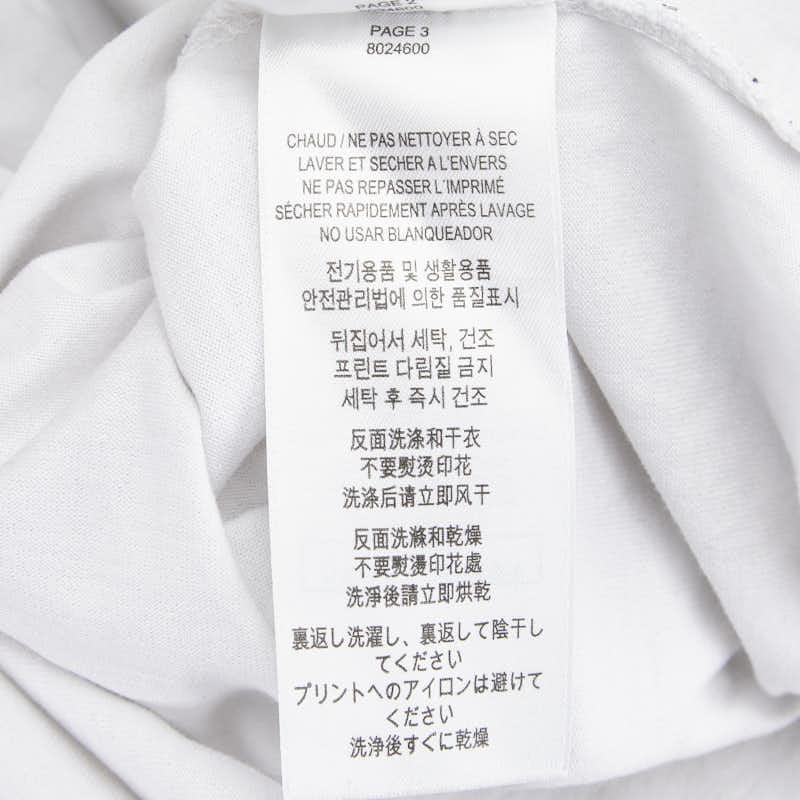 PAGE 2
8024600
PAGE 3
8024600
CHAUD / NE PAS NETTOYER À SEC
LAVER ET SECHER A L'ENVERS
NE PAS REPASSER L'IMPRIMÉ
SÉCHER RAPIDEMENT APRÈS LAVAGE
NO USAR BLANQUEADOR
전기용품 및 생활용품
안전관리법에 의한 품질표시
뒤집어서 세탁, 건조
프린트 다림질 금지
세탁 후 즉시 건조
反面洗涤和干衣
不要熨烫印花
洗涤后请立即风干
反面洗滌和乾燥
不要熨燙印花處
洗淨後請立即烘乾
裏返し洗濯し、裏返して陰干し
てください
プリントへのアイロンは避けて
ください
洗浄後すぐに乾燥